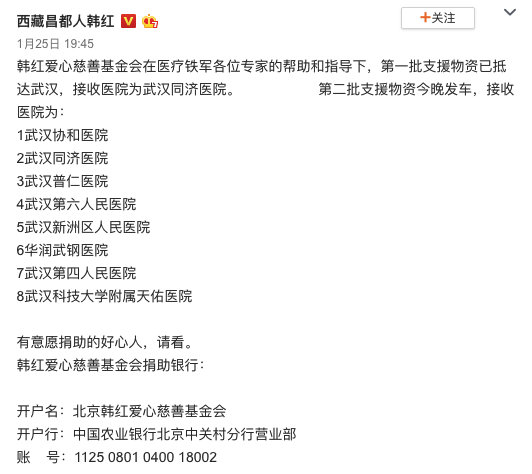 西藏昌都人韩红
+关注
1月25日 19:45
韩红爱心慈善基金会在医疗铁军各位专家的帮助和指导下，第一批支援物资已抵
达武汉，接收医院为武汉同济医院。 第二批支援物资今晚发车，接收
医院为：
1武汉协和医院
2武汉同济医院
3武汉普仁医院
4武汉第六人民医院
5武汉新洲区人民医院
6华润武钢医院
7武汉第四人民医院
8武汉科技大学附属天佑医院
有意愿捐助的好心人，请看。
韩红爱心慈善基金会捐助银行：
开户名：北京韩红爱心慈善基金会
开户行：中国农业银行北京中关村分行营业部
账 号：1125 0801 0400 18002